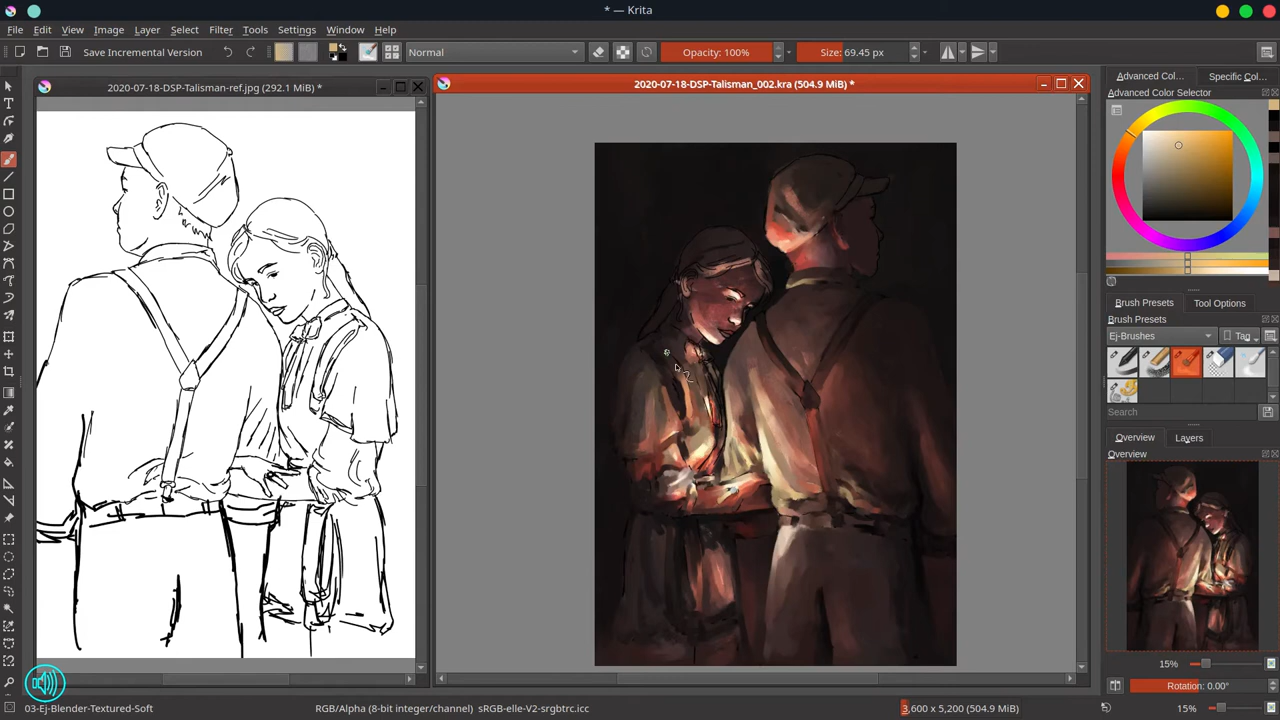 * — Krita
File Edit View Image Layer Select Filter Tools Settings Window Help
Save Incremental Version Normal Opacity: 100% Size: 69.45 px
2020-07-18-DSP-Talisman-ref.jpg (292.1 MiB) *
2020-07-18-DSP-Talisman_002.kra (504.9 MiB) *
Advanced Col... Specific Col...
Advanced Color Selector
Brush Presets Tool Options
Brush Presets
Ej-Brushes Tag
Search
Overview Layers
Overview
15%
Rotation: 0.00°
03-Ej-Blender-Textured-Soft RGB/Alpha (8-bit integer/channel) sRGB-elle-V2-srgbtrc.icc 3,600 x 5,200 (504.9 MiB) 15%